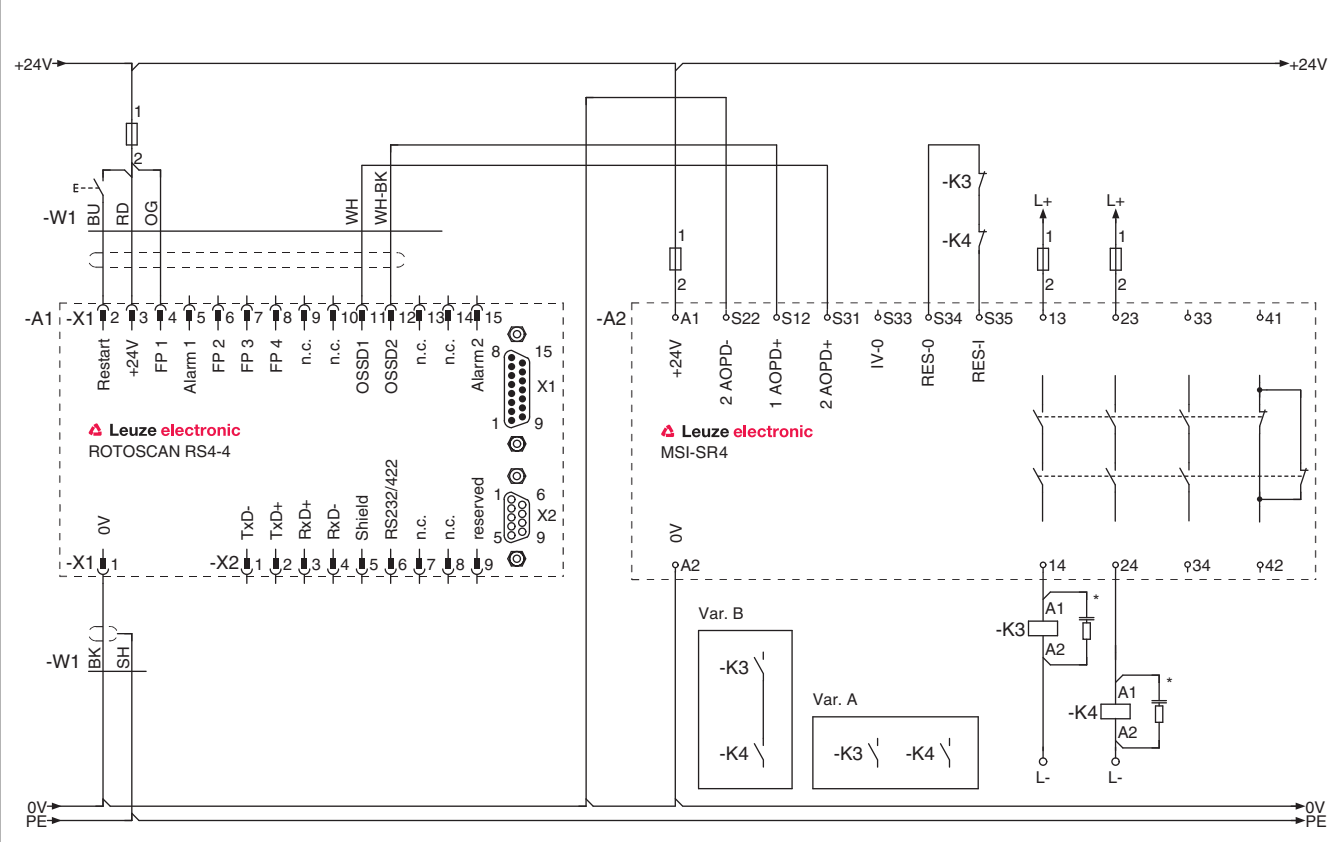 +24V +24V
1
2
E
-W1 BU RD OG WH WH-BK
-K3
-K4
L+ L+
1 1 1
2 2 2
-A1 -X1 2 3 4 5 6 7 8 9 10 11 12 13 14 15
Restart +24V FP 1 Alarm 1 FP 2 FP 3 FP 4 n.c. n.c. OSSD1 OSSD2 n.c. n.c. Alarm 2
8 15
X1
1 9
Leuze electronic
ROTOSCAN RS4-4
1 6
X2
5 9
0V TxD- TxD+ RxD+ RxD- Shield RS232/422 n.c. n.c. reserved
-X1 1 -X2 1 2 3 4 5 6 7 8 9
-A2 A1 S22 S12 S31 S33 S34 S35 13 23 33 41
+24V 2 AOPD- 1 AOPD+ 2 AOPD+ IV-0 RES-0 RES-I
Leuze electronic
MSI-SR4
0V
A2 14 24 34 42
-W1 BK SH
Var. B
-K3
-K4
Var. A
-K3 -K4
A1 *
-K3
A2
A1 *
-K4
A2
L- L-
0V 0V
PE PE